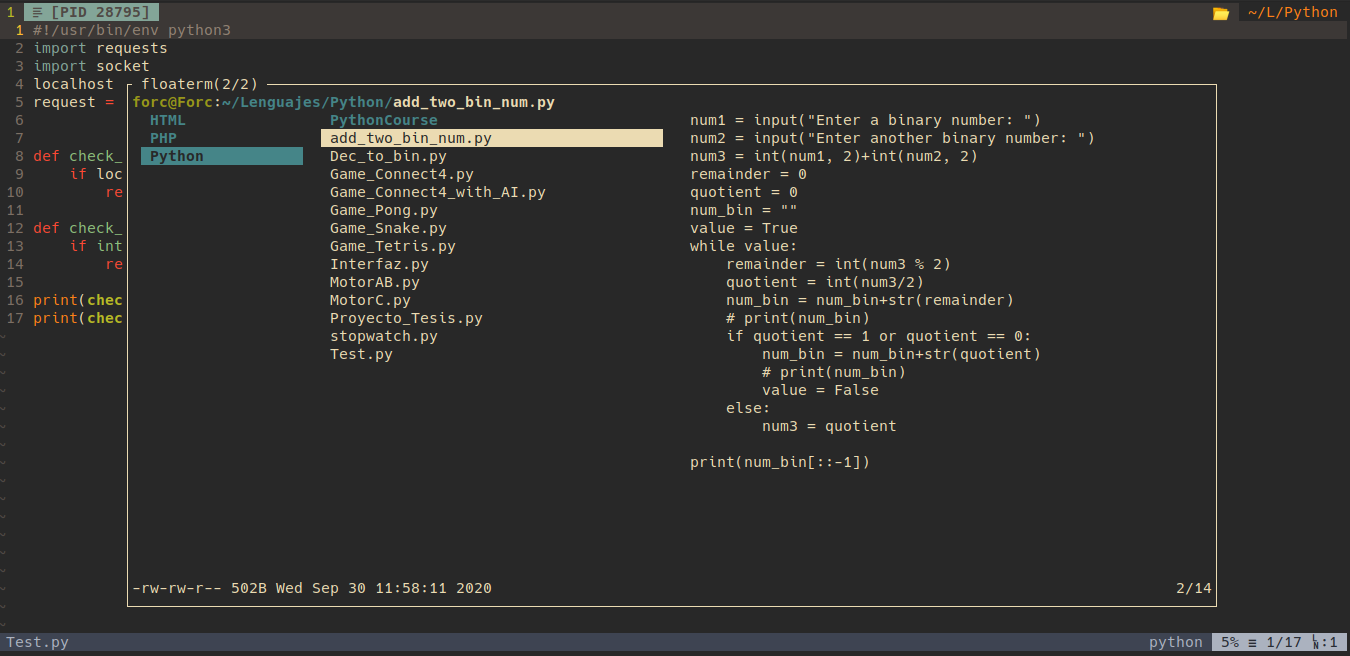 1 ≡ [PID 28795] ~/L/Python
1 #!/usr/bin/env python3
2 import requests
3 import socket
4 localhost
5 request =
6
7
8 def check_
9 if loc
10 re
11
12 def check_
13 if int
14 re
15
16 print(chec
17 print(chec
floaterm(2/2)
forc@Forc:~/Lenguajes/Python/add_two_bin_num.py
HTML
PHP
Python
PythonCourse
add_two_bin_num.py
Dec_to_bin.py
Game_Connect4.py
Game_Connect4_with_AI.py
Game_Pong.py
Game_Snake.py
Game_Tetris.py
Interfaz.py
MotorAB.py
MotorC.py
Proyecto_Tesis.py
stopwatch.py
Test.py
num1 = input("Enter a binary number: ")
num2 = input("Enter another binary number: ")
num3 = int(num1, 2)+int(num2, 2)
remainder = 0
quotient = 0
num_bin = ""
value = True
while value:
remainder = int(num3 % 2)
quotient = int(num3/2)
num_bin = num_bin+str(remainder)
# print(num_bin)
if quotient == 1 or quotient == 0:
num_bin = num_bin+str(quotient)
# print(num_bin)
value = False
else:
num3 = quotient
print(num_bin[::-1])
-rw-rw-r-- 502B Wed Sep 30 11:58:11 2020 2/14
Test.py python 5% ≡ 1/17 ␤:1